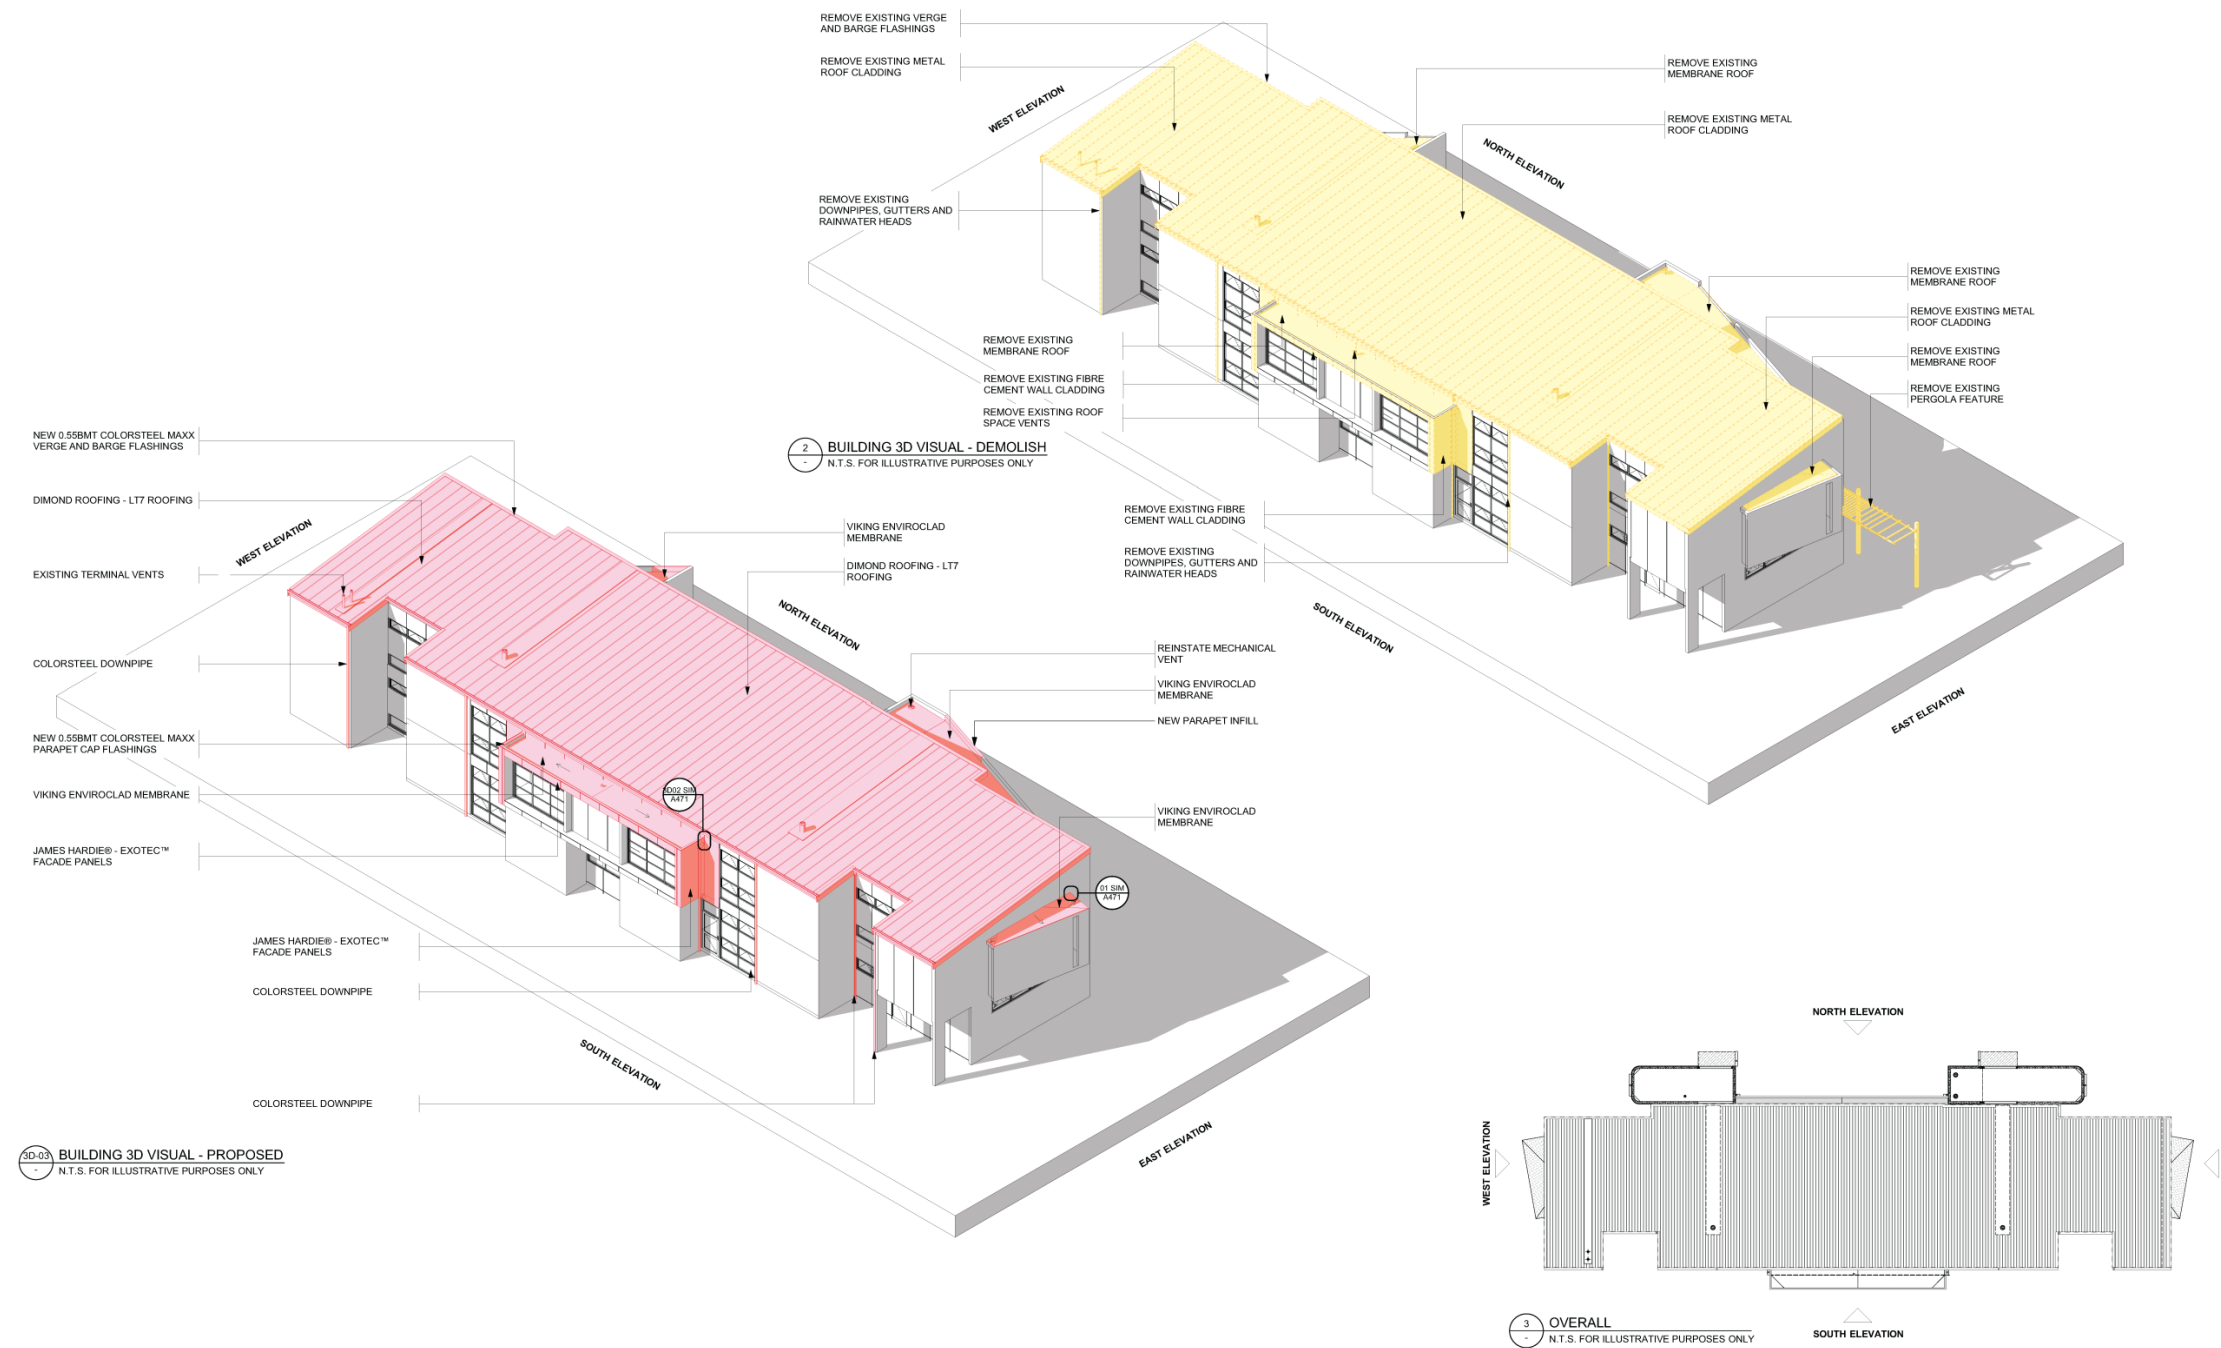 REMOVE EXISTING VERGE
AND BARGE FLASHINGS
REMOVE EXISTING METAL
ROOF CLADDING
WEST ELEVATION
REMOVE EXISTING
MEMBRANE ROOF
REMOVE EXISTING METAL
ROOF CLADDING
NORTH ELEVATION
REMOVE EXISTING
DOWNPIPES, GUTTERS AND
RAINWATER HEADS
REMOVE EXISTING
MEMBRANE ROOF
REMOVE EXISTING METAL
ROOF CLADDING
REMOVE EXISTING
MEMBRANE ROOF
REMOVE EXISTING
PERGOLA FEATURE
REMOVE EXISTING
MEMBRANE ROOF
REMOVE EXISTING FIBRE
CEMENT WALL CLADDING
REMOVE EXISTING ROOF
SPACE VENTS
2
-
BUILDING 3D VISUAL - DEMOLISH
N.T.S. FOR ILLUSTRATIVE PURPOSES ONLY
REMOVE EXISTING FIBRE
CEMENT WALL CLADDING
REMOVE EXISTING
DOWNPIPES, GUTTERS AND
RAINWATER HEADS
SOUTH ELEVATION
EAST ELEVATION
NEW 0.55BMT COLORSTEEL MAXX
VERGE AND BARGE FLASHINGS
DIMOND ROOFING - LT7 ROOFING
WEST ELEVATION
EXISTING TERMINAL VENTS
COLORSTEEL DOWNPIPE
NEW 0.55BMT COLORSTEEL MAXX
PARAPET CAP FLASHINGS
VIKING ENVIROCLAD MEMBRANE
JAMES HARDIE® - EXOTEC™
FACADE PANELS
VIKING ENVIROCLAD
MEMBRANE
DIMOND ROOFING - LT7
ROOFING
NORTH ELEVATION
REINSTATE MECHANICAL
VENT
VIKING ENVIROCLAD
MEMBRANE
NEW PARAPET INFILL
VIKING ENVIROCLAD
MEMBRANE
3D02 SIM
A471
01 SIM
A471
JAMES HARDIE® - EXOTEC™
FACADE PANELS
COLORSTEEL DOWNPIPE
COLORSTEEL DOWNPIPE
SOUTH ELEVATION
EAST ELEVATION
3D-03
-
BUILDING 3D VISUAL - PROPOSED
N.T.S. FOR ILLUSTRATIVE PURPOSES ONLY
NORTH ELEVATION
WEST ELEVATION
SOUTH ELEVATION
3
-
OVERALL
N.T.S. FOR ILLUSTRATIVE PURPOSES ONLY